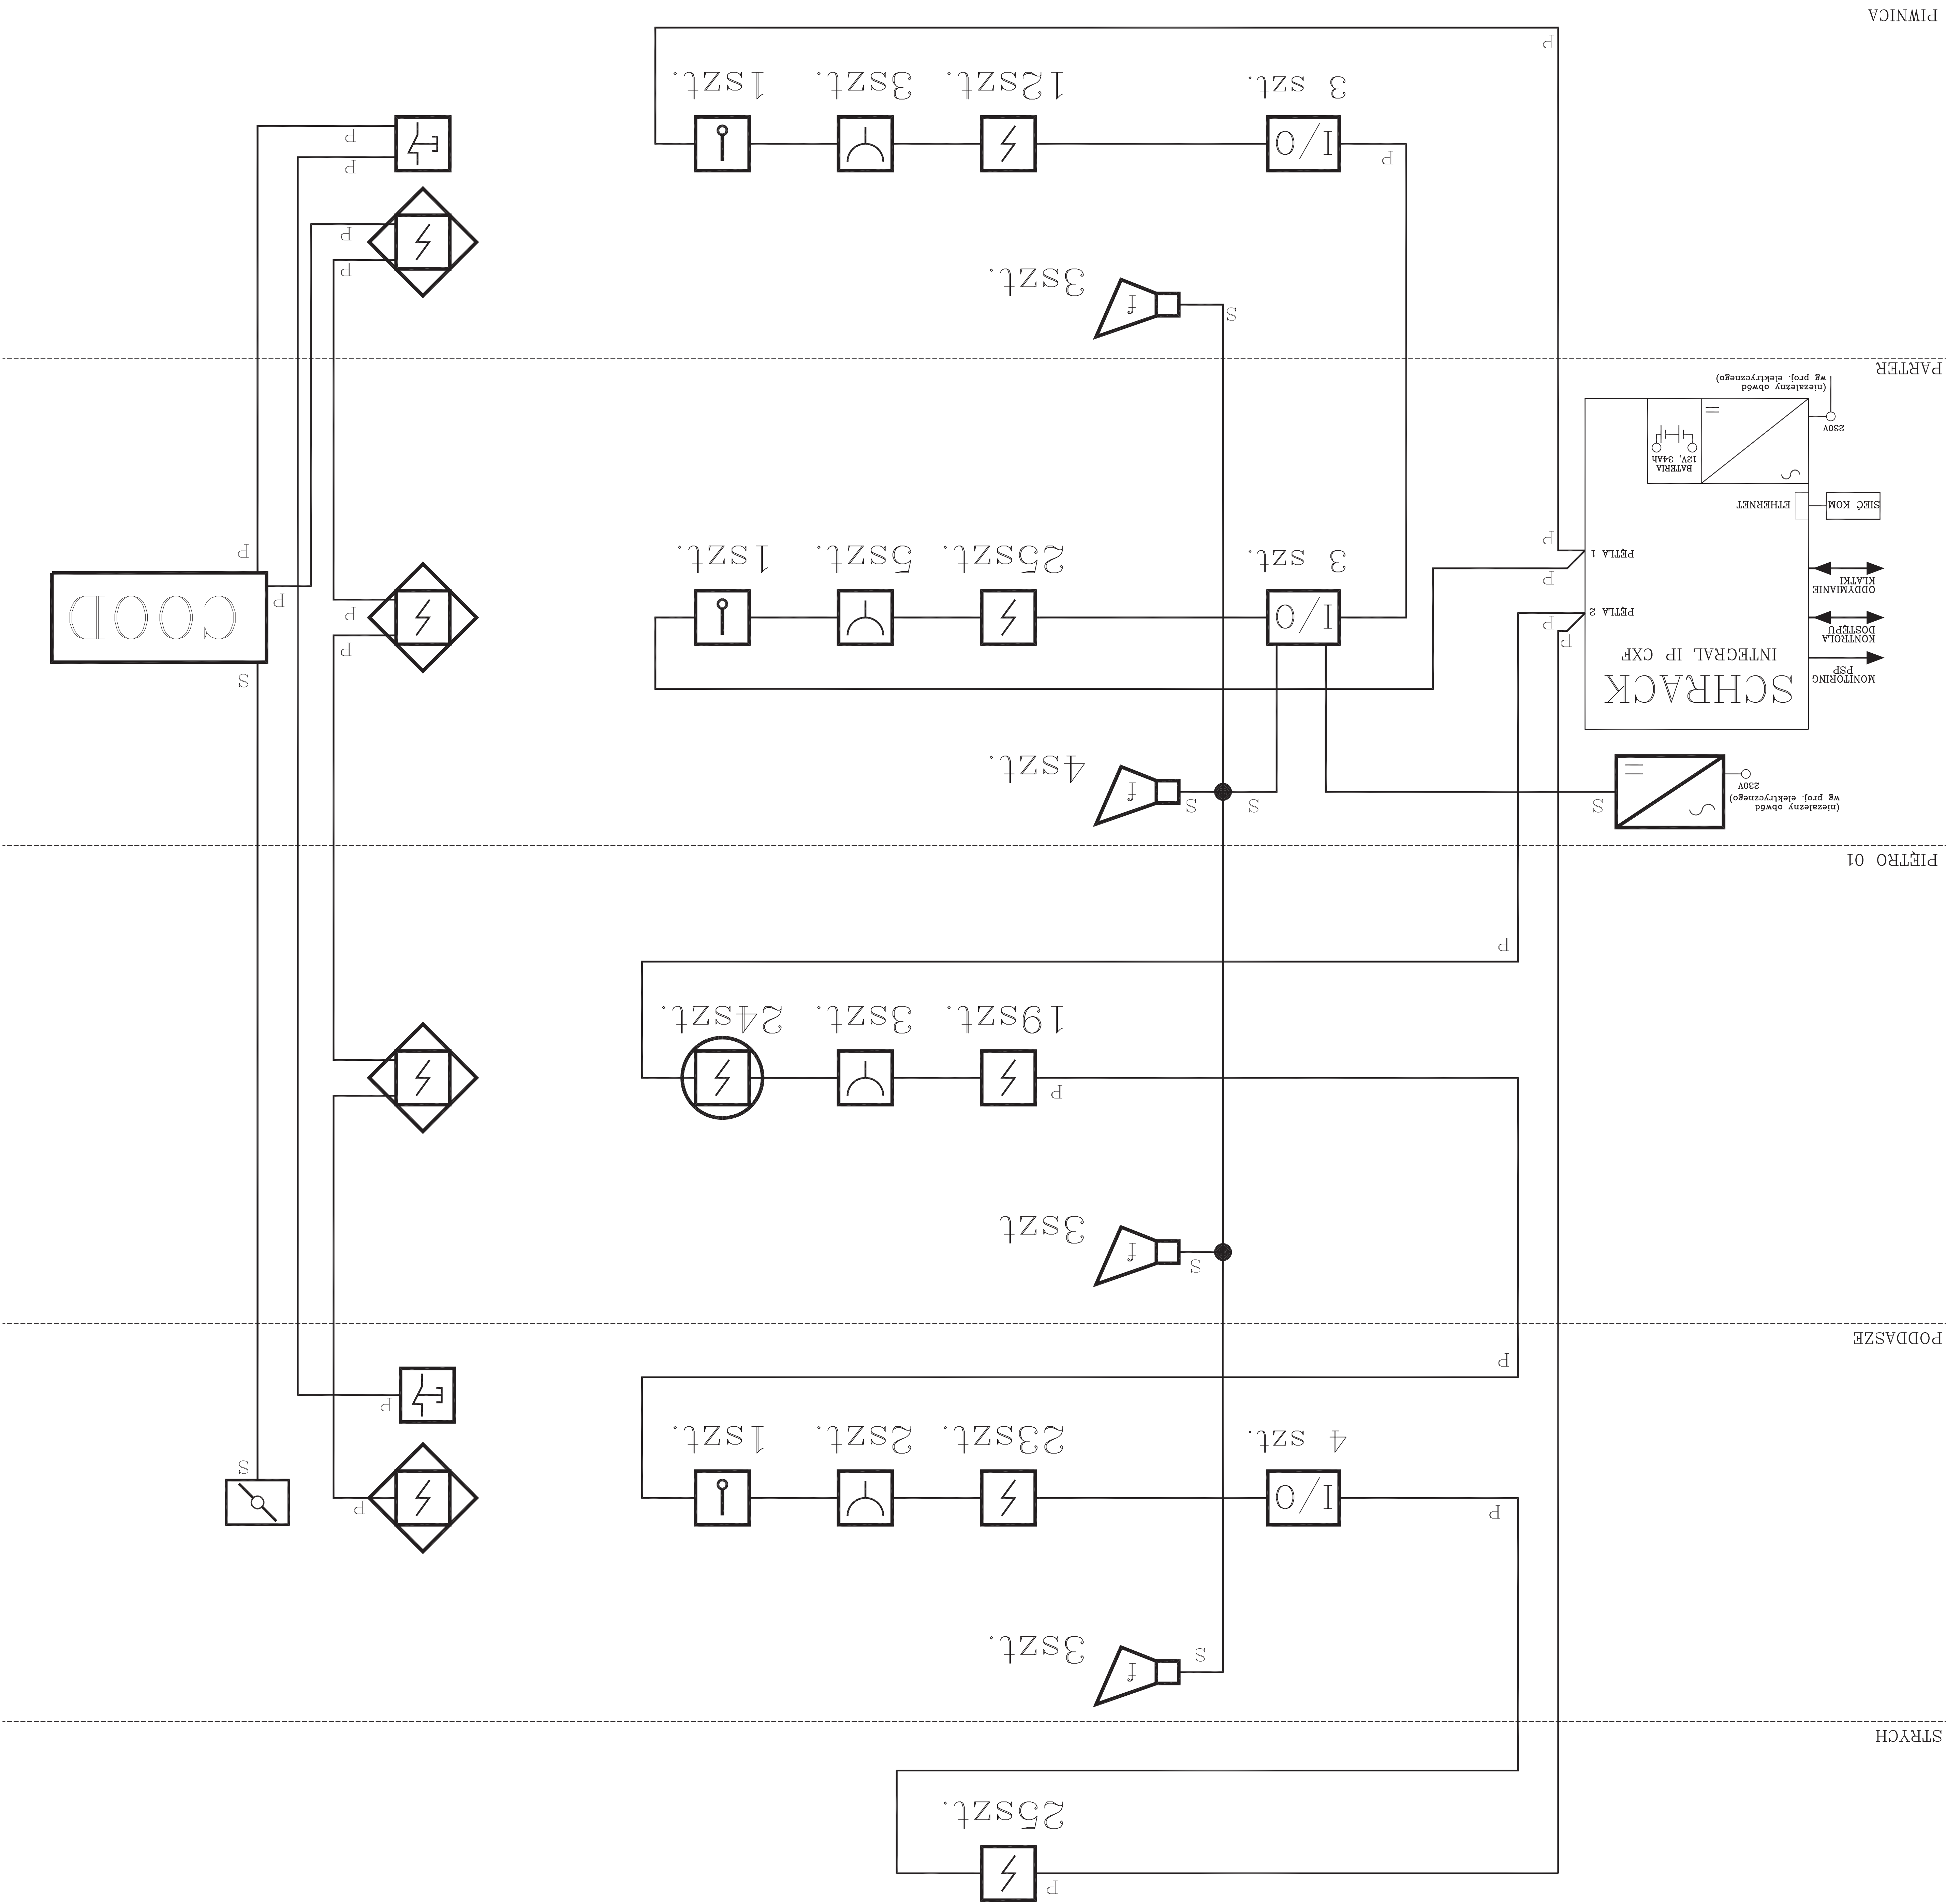 P
25szt.
STRYCH
f
S
3szt.
P
P
I/O
S
4 szt.
23szt.
2szt.
1szt.
P
P
PODDASZE
S
f
3szt
P
19szt.
3szt.
24szt.
P
PIĘTRO 01
(niezależny obwód
wg proj. elektrycznego)
230V
S
S
S
f
4szt.
SCHRACK
INTEGRAL IP CXF
MONITORING
PSP
KONTROLA
DOSTĘPU
ODDYMIANIE
KLATKI
PĘTLA 2
PĘTLA 1
P
P
P
P
SIEĆ KOM
ETHERNET
BATERIA
12V, 34Ah
230V
(niezależny obwód
wg proj. elektrycznego)
I/O
3 szt.
25szt.
5szt.
1szt.
P
P
S
P
COOD
P
PARTER
S
f
3szt.
P
P
P
I/O
3 szt.
12szt.
3szt.
1szt.
P
P
P
PIWNICA